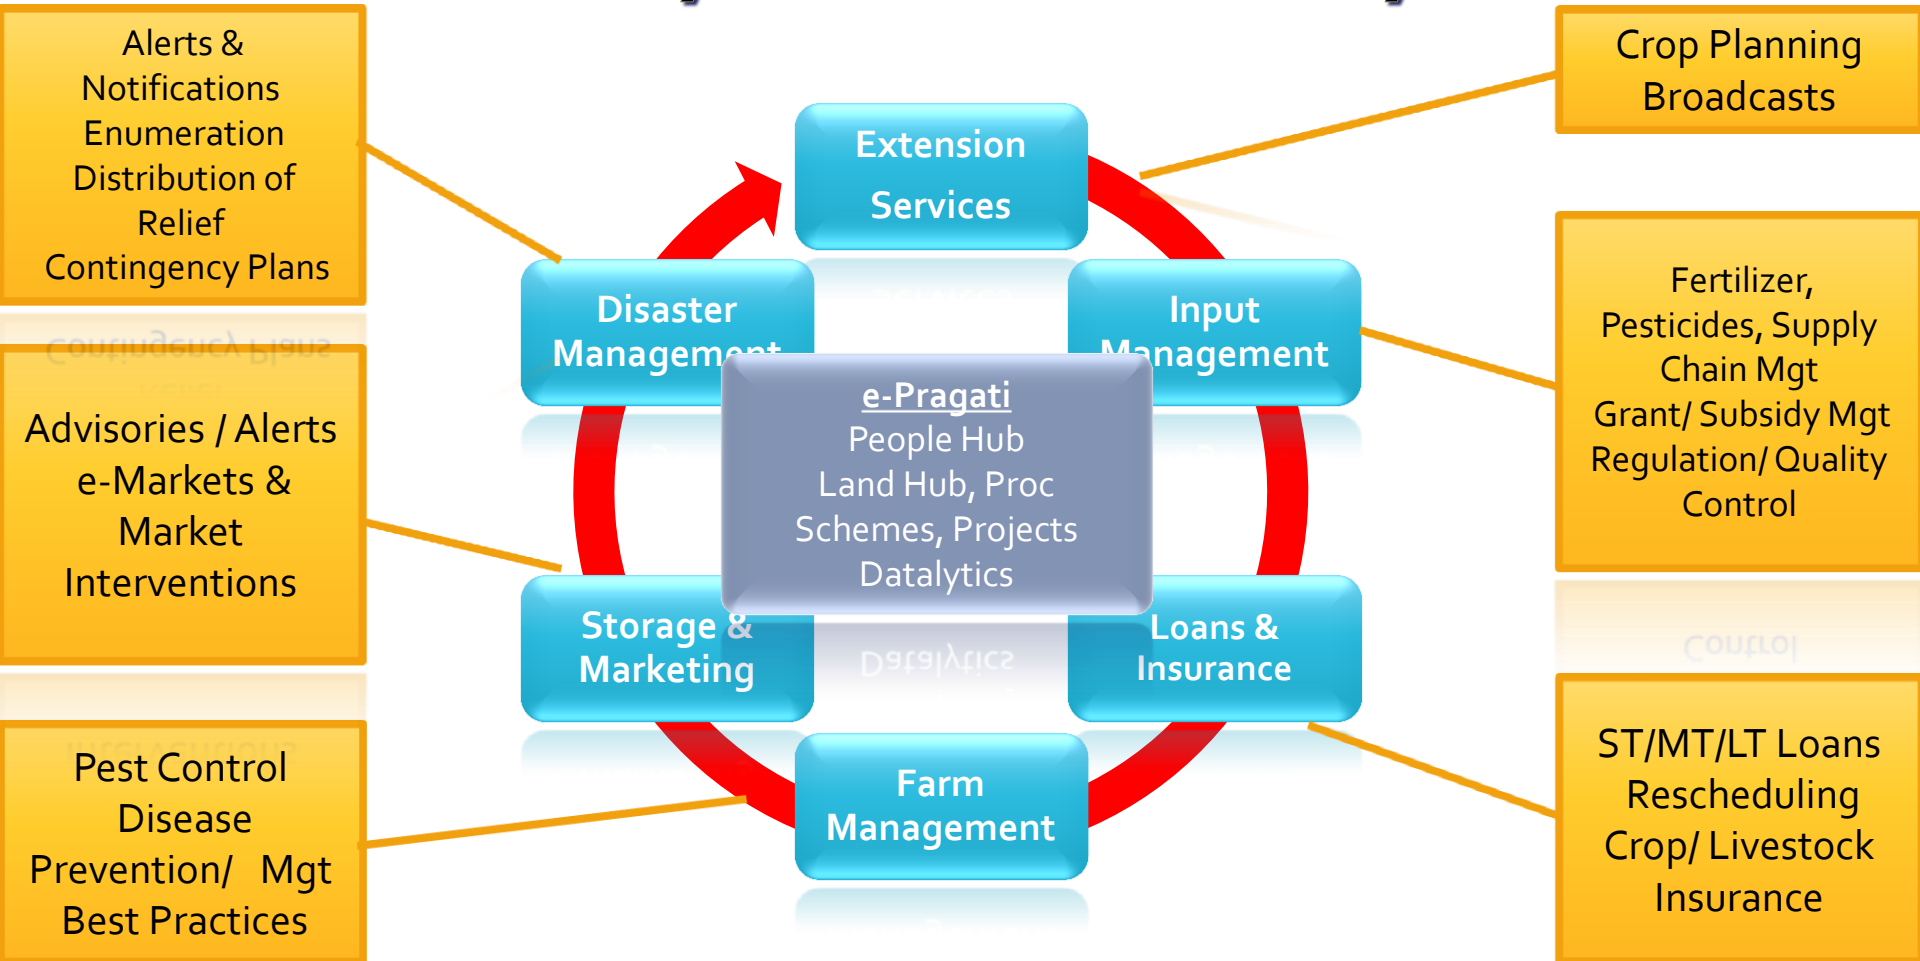 Alerts &
Notifications
Enumeration
Distribution of
Relief
Contingency Plans
Advisories / Alerts
e-Markets &
Market
Interventions
Pest Control
Disease
Prevention/ Mgt
Best Practices
Extension
Services
Disaster
Management
Input
Management
e-Pragati
People Hub
Land Hub, Proc
Schemes, Projects
Datalytics
Storage &
Marketing
Loans &
Insurance
Farm
Management
Crop Planning
Broadcasts
Fertilizer,
Pesticides, Supply
Chain Mgt
Grant/ Subsidy Mgt
Regulation/ Quality
Control
ST/MT/LT Loans
Rescheduling
Crop/ Livestock
Insurance